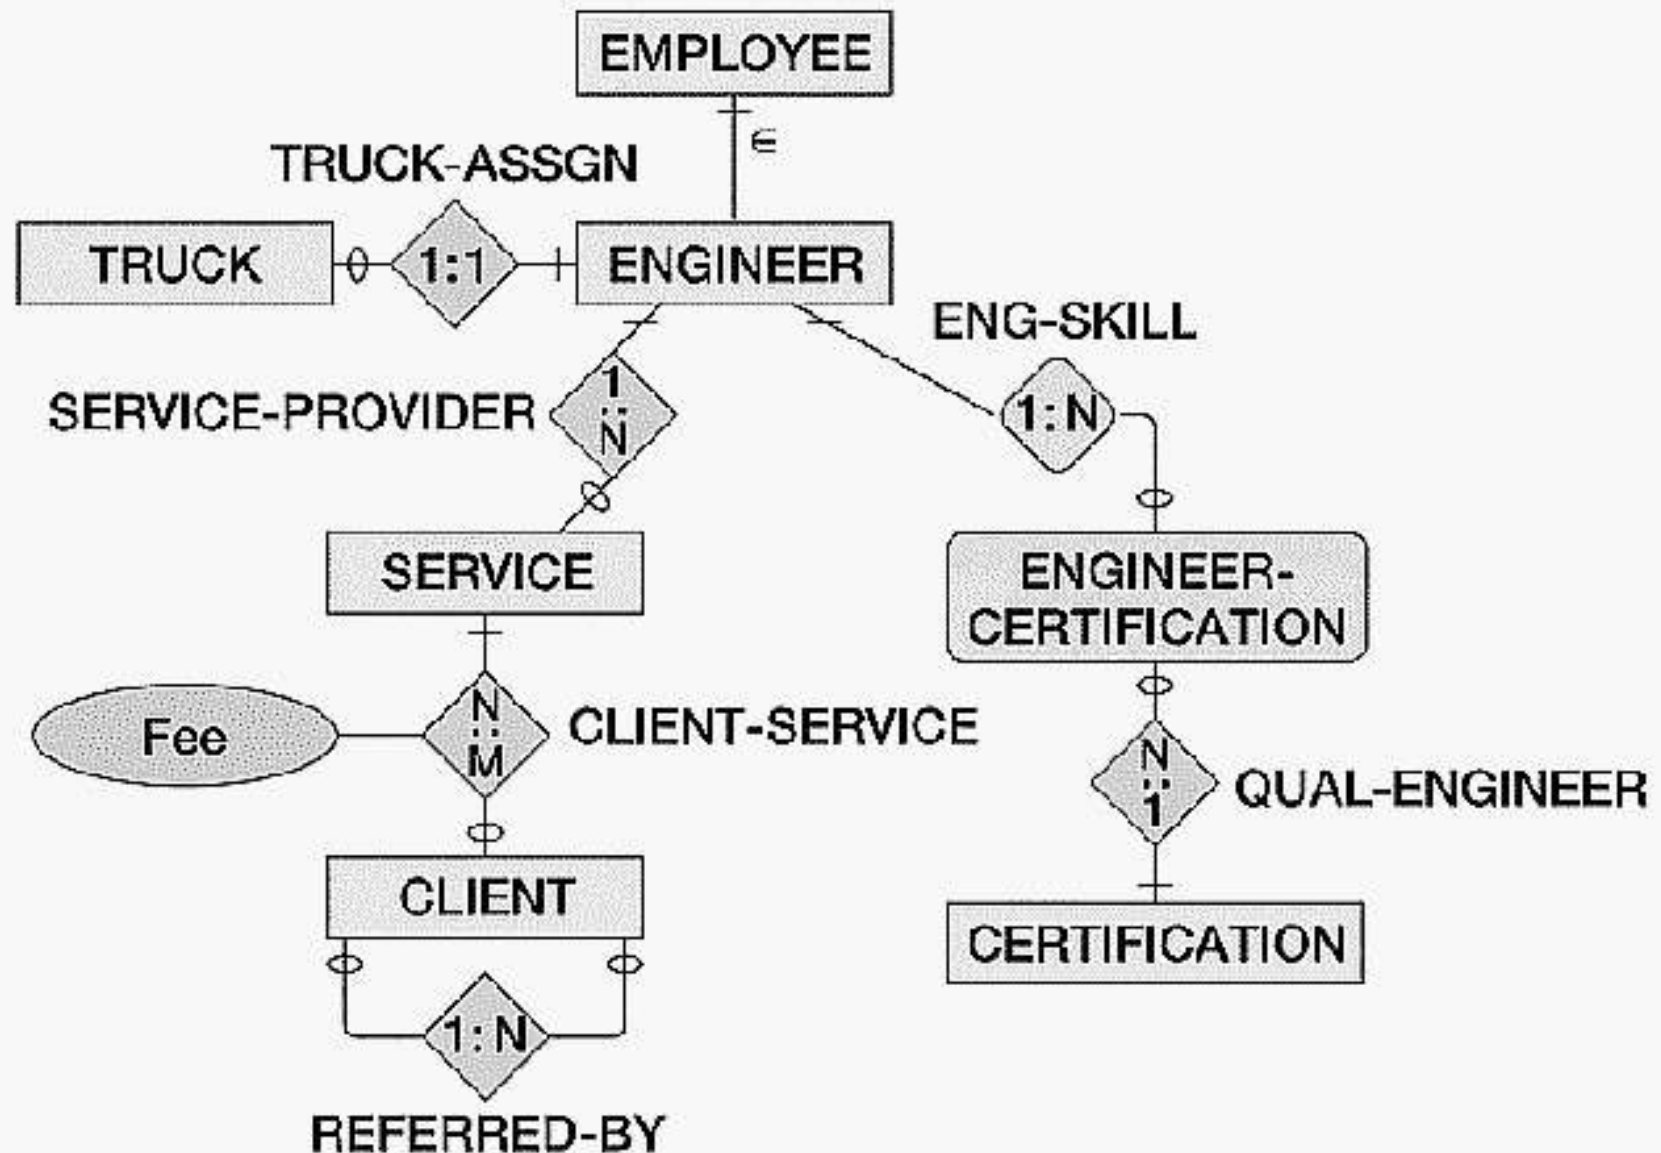 EMPLOYEE
∈
TRUCK-ASSGN
TRUCK
1:1
ENGINEER
ENG-SKILL
1:N
SERVICE-PROVIDER
1
:
N
SERVICE
ENGINEER-
CERTIFICATION
Fee
N
:
M
CLIENT-SERVICE
N
:
1
QUAL-ENGINEER
CLIENT
CERTIFICATION
1:N
REFERRED-BY